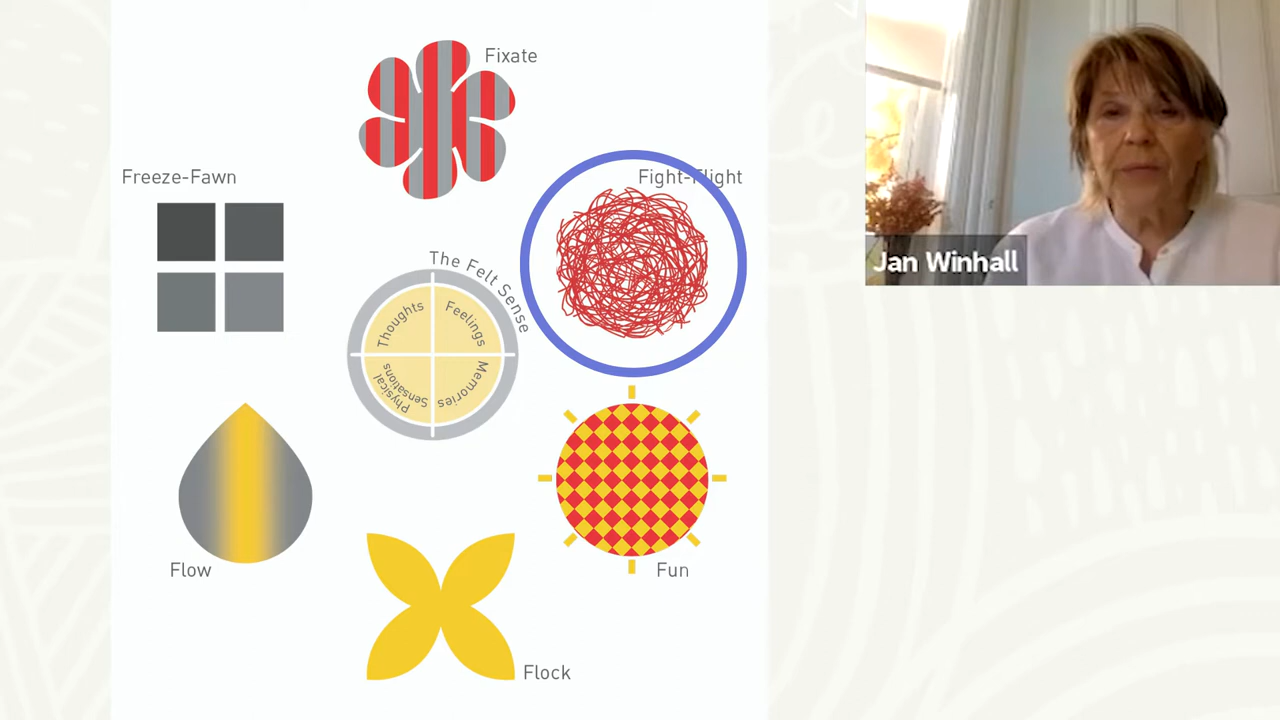 Fixate
Freeze-Fawn
Fight-Flight
The Felt Sense
Thoughts
Feelings
Physical
Sensations
Memories
Flow
Fun
Flock
Jan Winhall